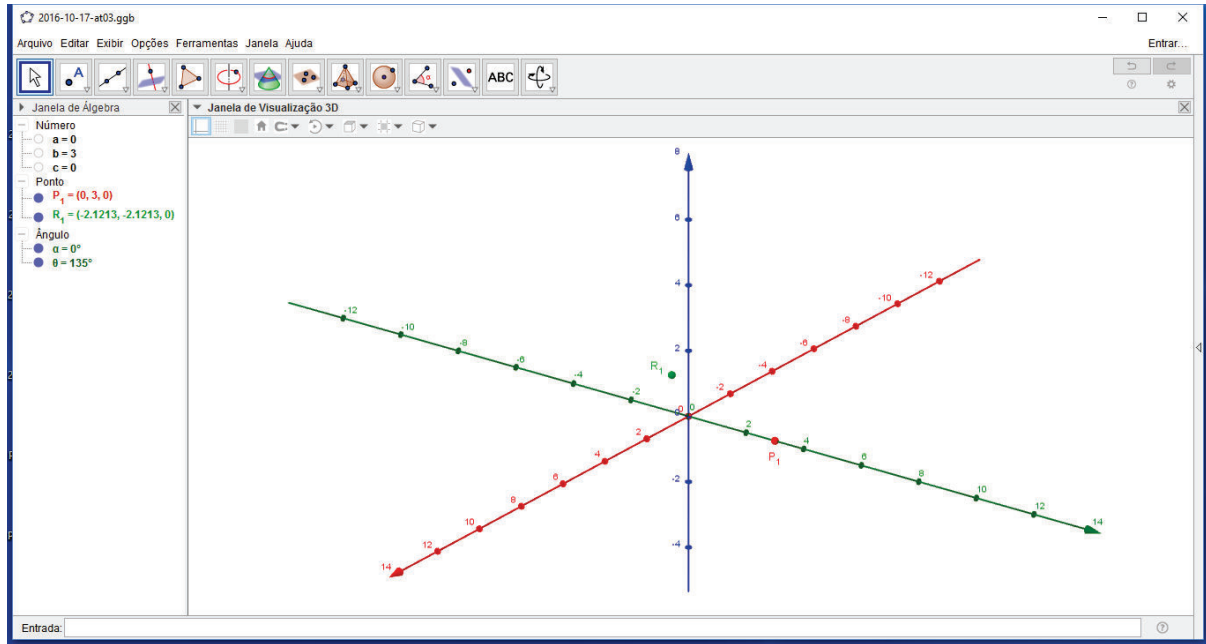 2016-10-17-at03.ggb
Arquivo Editar Exibir Opções Ferramentas Janela Ajuda
Entrar...
A
α
ABC
Janela de Álgebra
Número
a = 0
b = 3
c = 0
Ponto
P1 = (0, 3, 0)
R1 = (-2.1213, -2.1213, 0)
Ângulo
α = 0°
θ = 135°
Janela de Visualização 3D
8
6
4
2
0
-2
-4
-12
-10
-8
-6
-4
-2
0
2
4
6
8
10
12
14
-12
-10
-8
-6
-4
-2
0
2
4
6
8
10
12
14
R1
P1
Entrada: